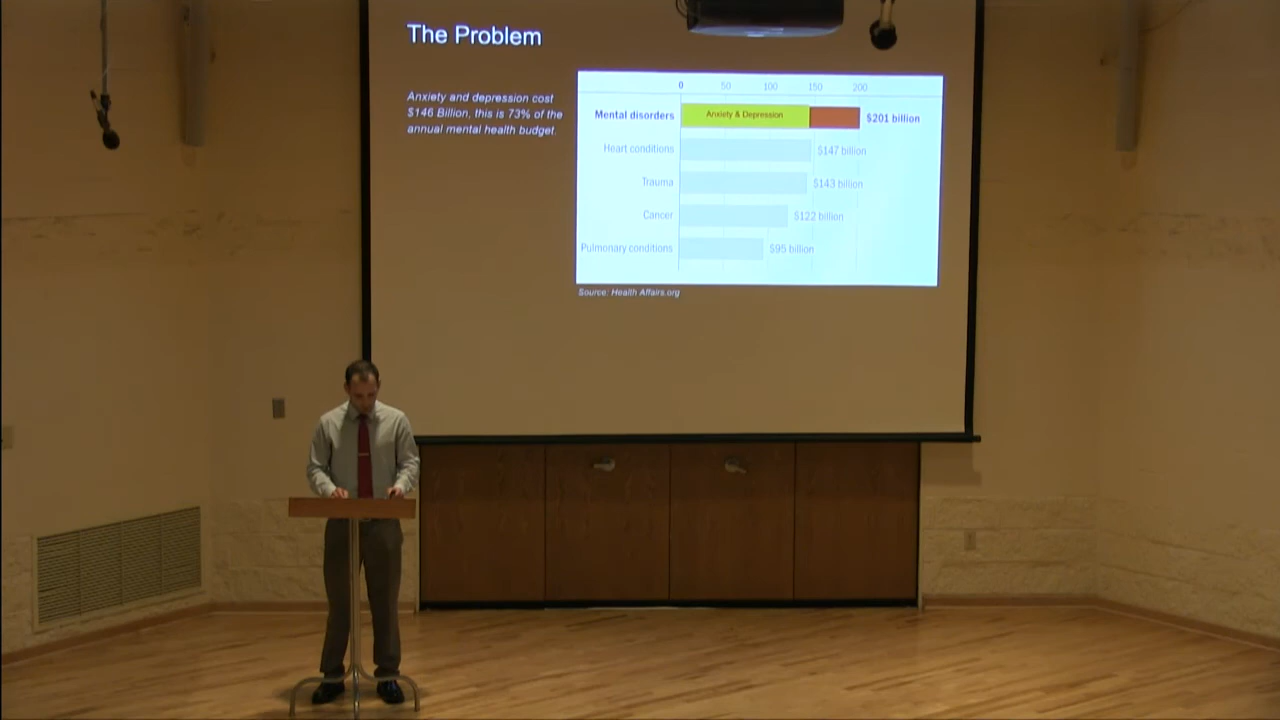 The Problem
Anxiety and depression cost
$146 Billion, this is 73% of the
annual mental health budget.
0 50 100 150 200
Mental disorders Anxiety & Depression $201 billion
Heart conditions $147 billion
Trauma $143 billion
Cancer $122 billion
Pulmonary conditions $95 billion
Source: Health Affairs.org